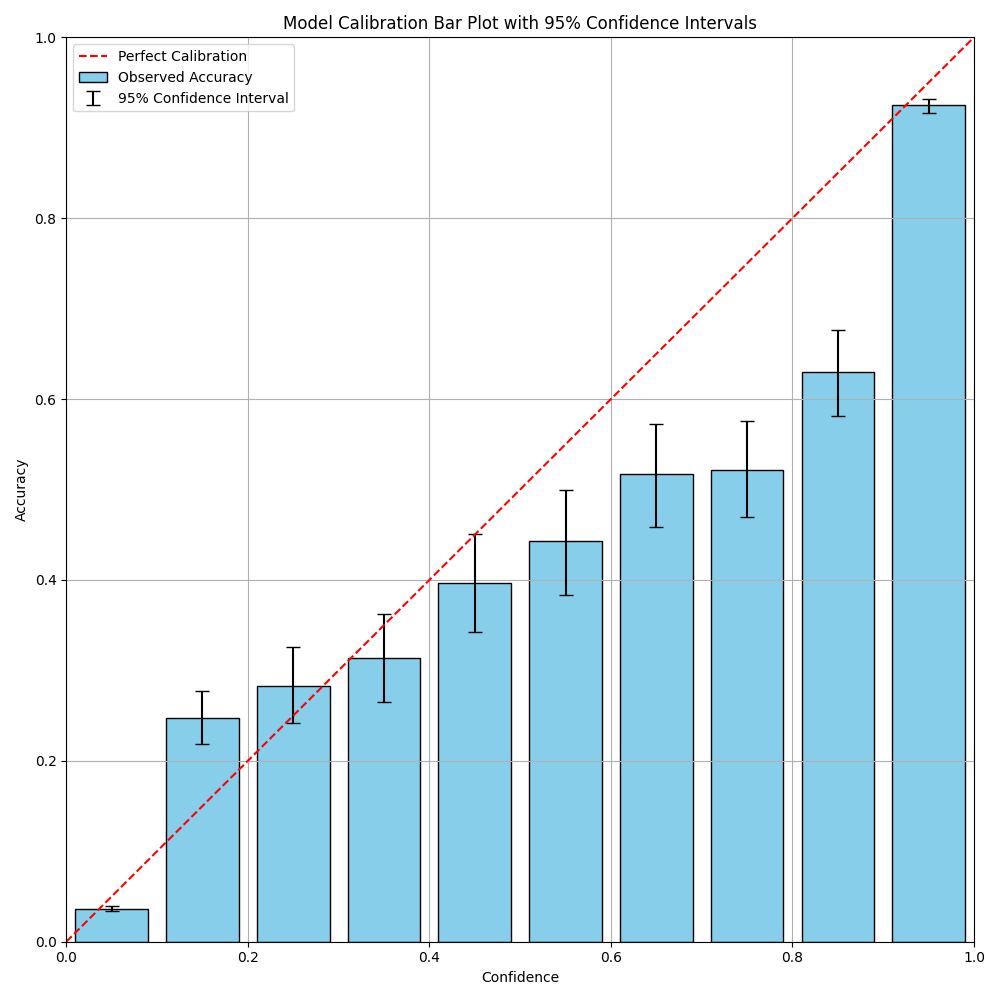 Model Calibration Bar Plot with 95% Confidence Intervals
Perfect Calibration
Observed Accuracy
95% Confidence Interval
1.0
0.8
0.6
0.4
0.2
0.0
Accuracy
0.0 0.2 0.4 0.6 0.8 1.0
Confidence